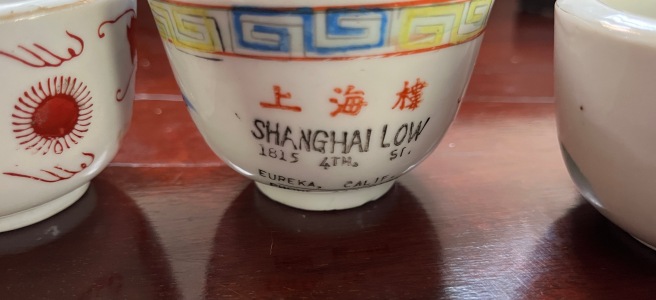 上海樓
SHANGHAI LOW
1815 4TH. ST.
EUREKA. CALIF.